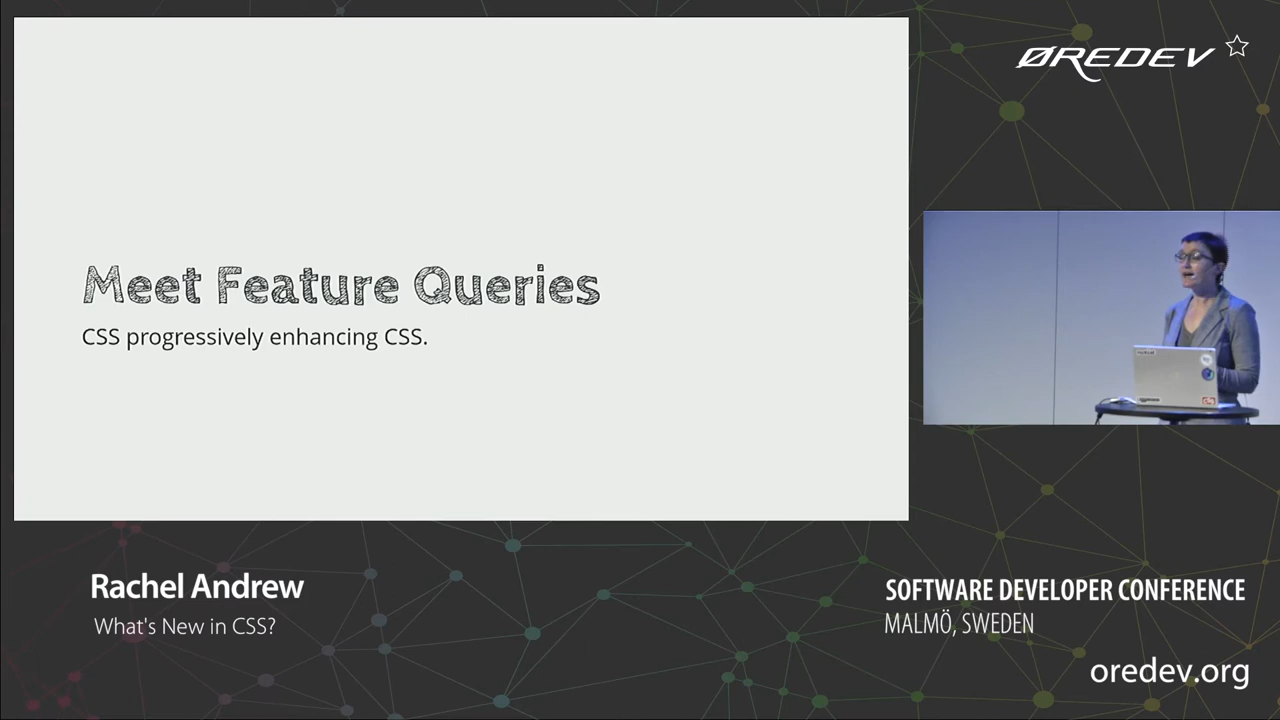 Meet Feature Queries
CSS progressively enhancing CSS.
ØREDEV
Rachel Andrew
What's New in CSS?
SOFTWARE DEVELOPER CONFERENCE
MALMÖ, SWEDEN
oredev.org